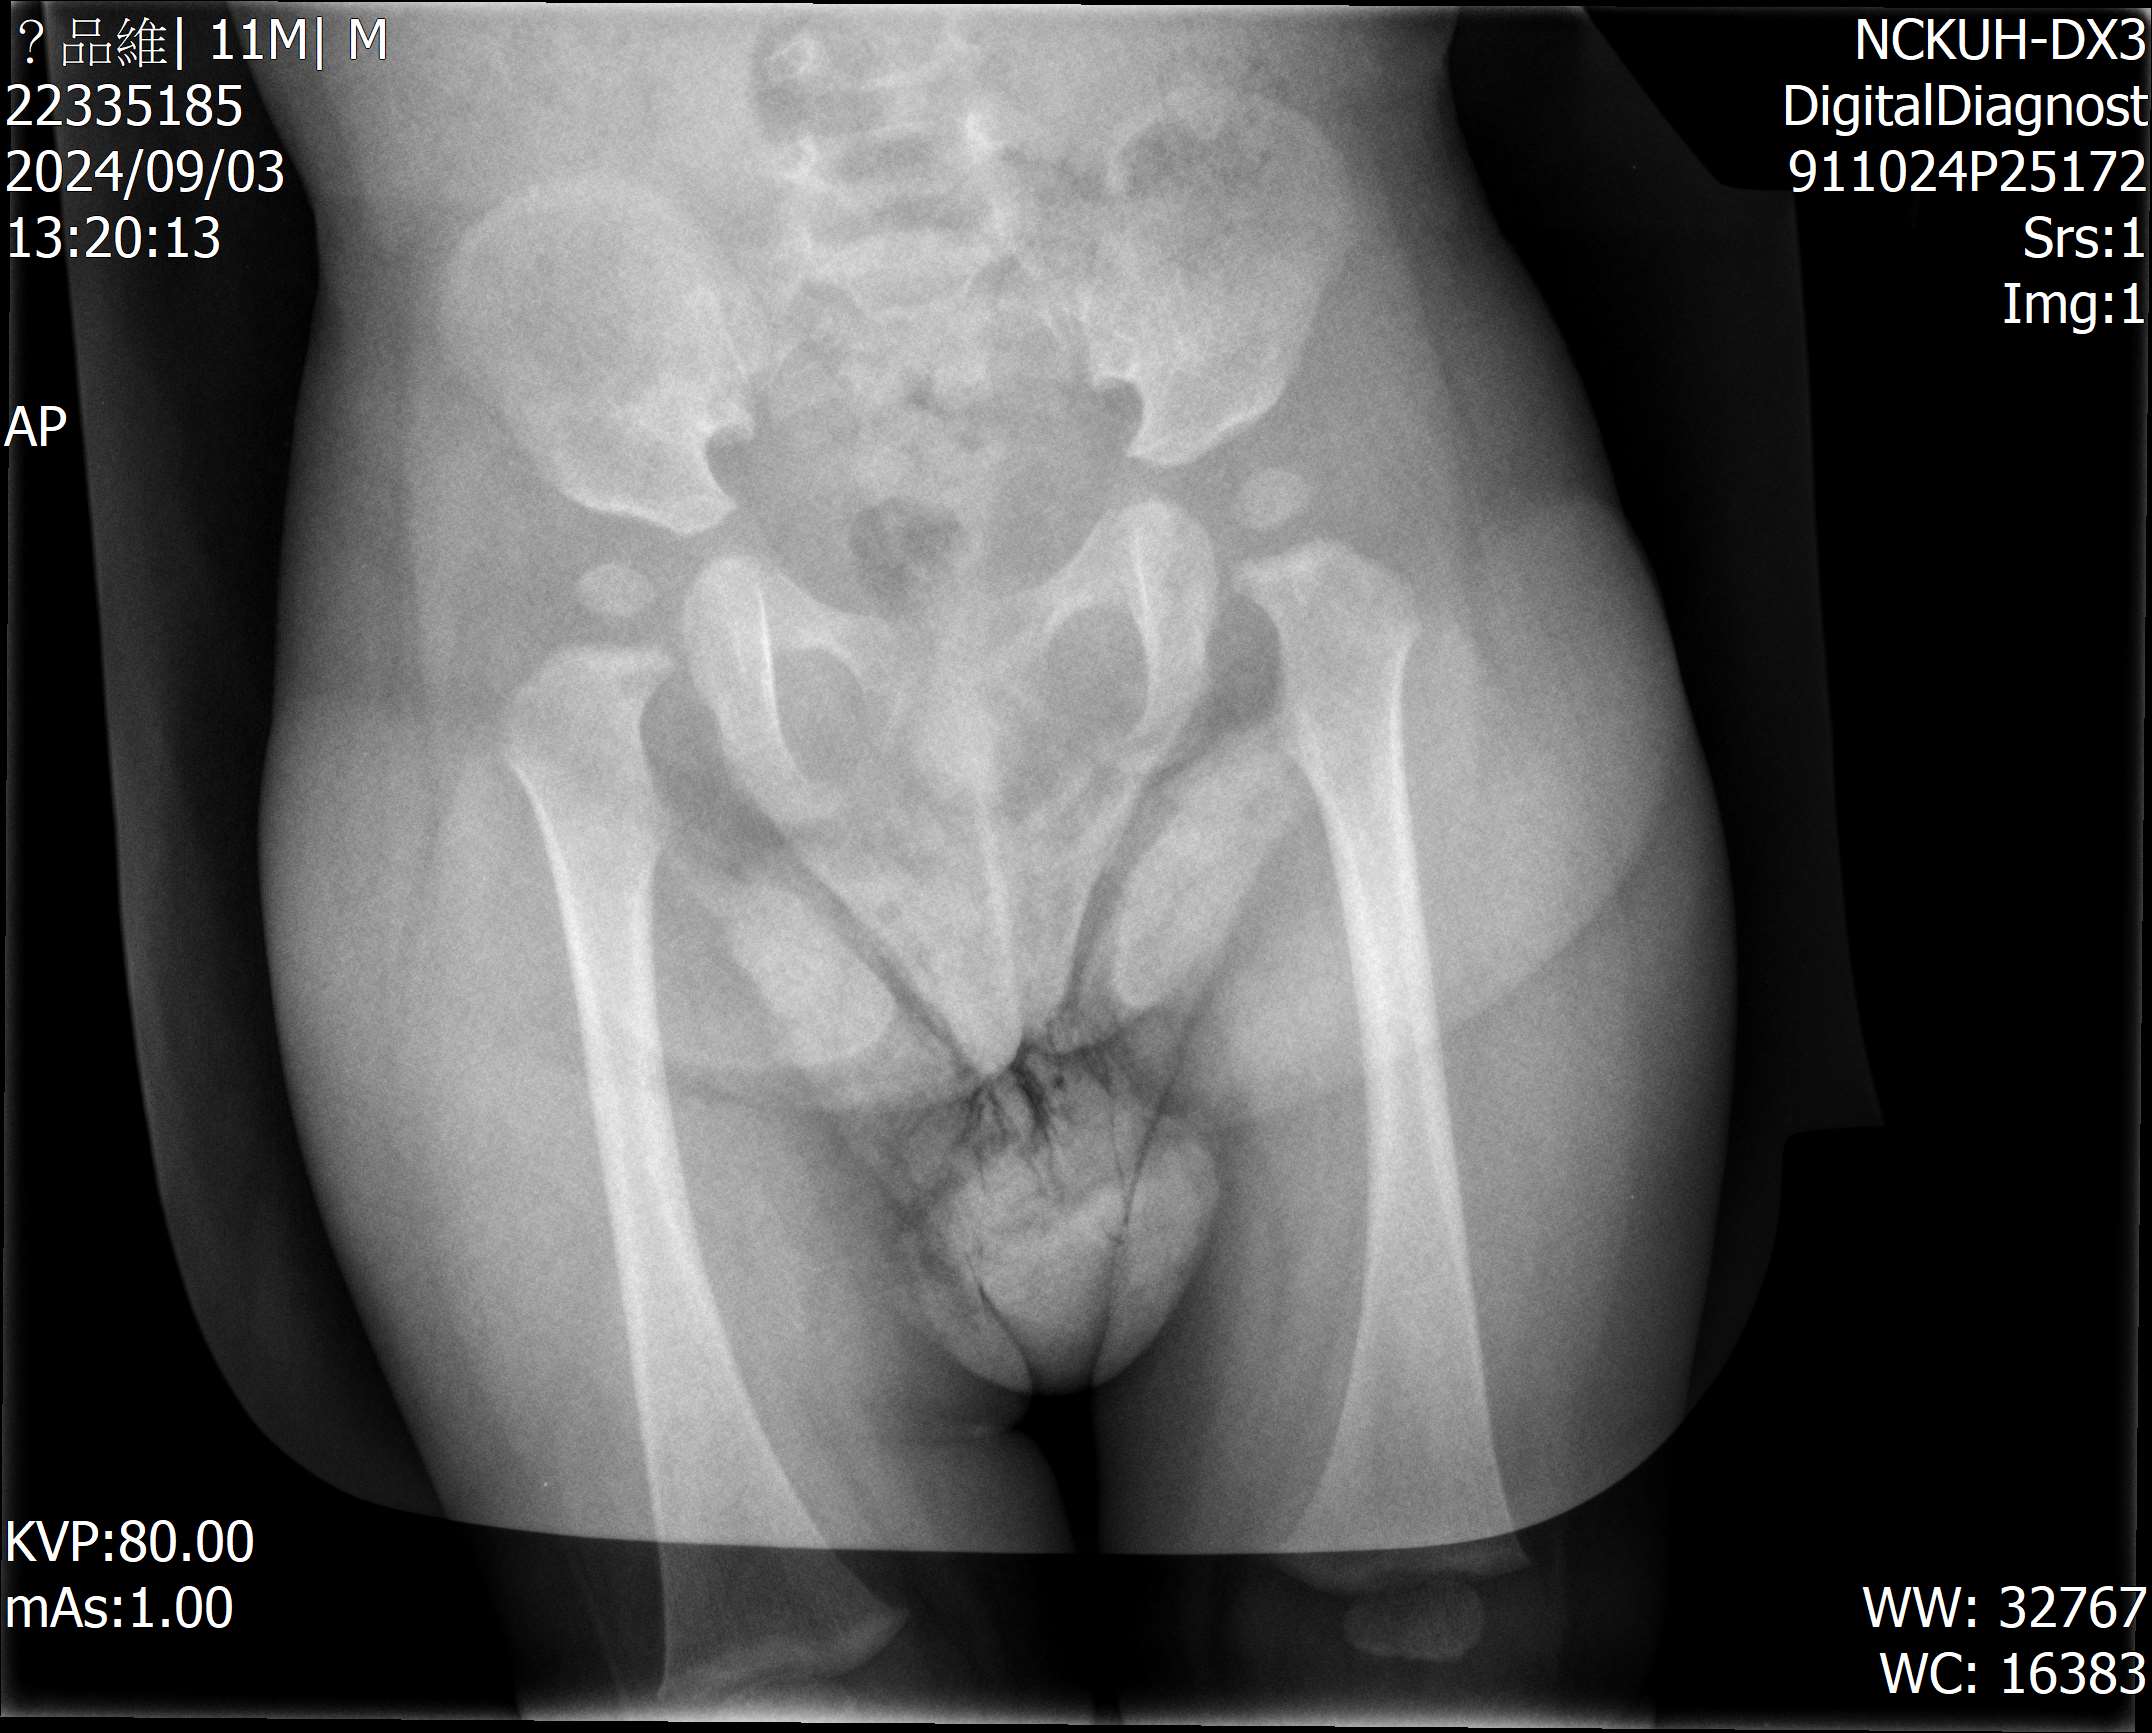 ?品維| 11M| M
22335185
2024/09/03
13:20:13
AP
KVP:80.00
mAs:1.00
NCKUH-DX3
DigitalDiagnost
911024P25172
Srs:1
Img:1
WW: 32767
WC: 16383